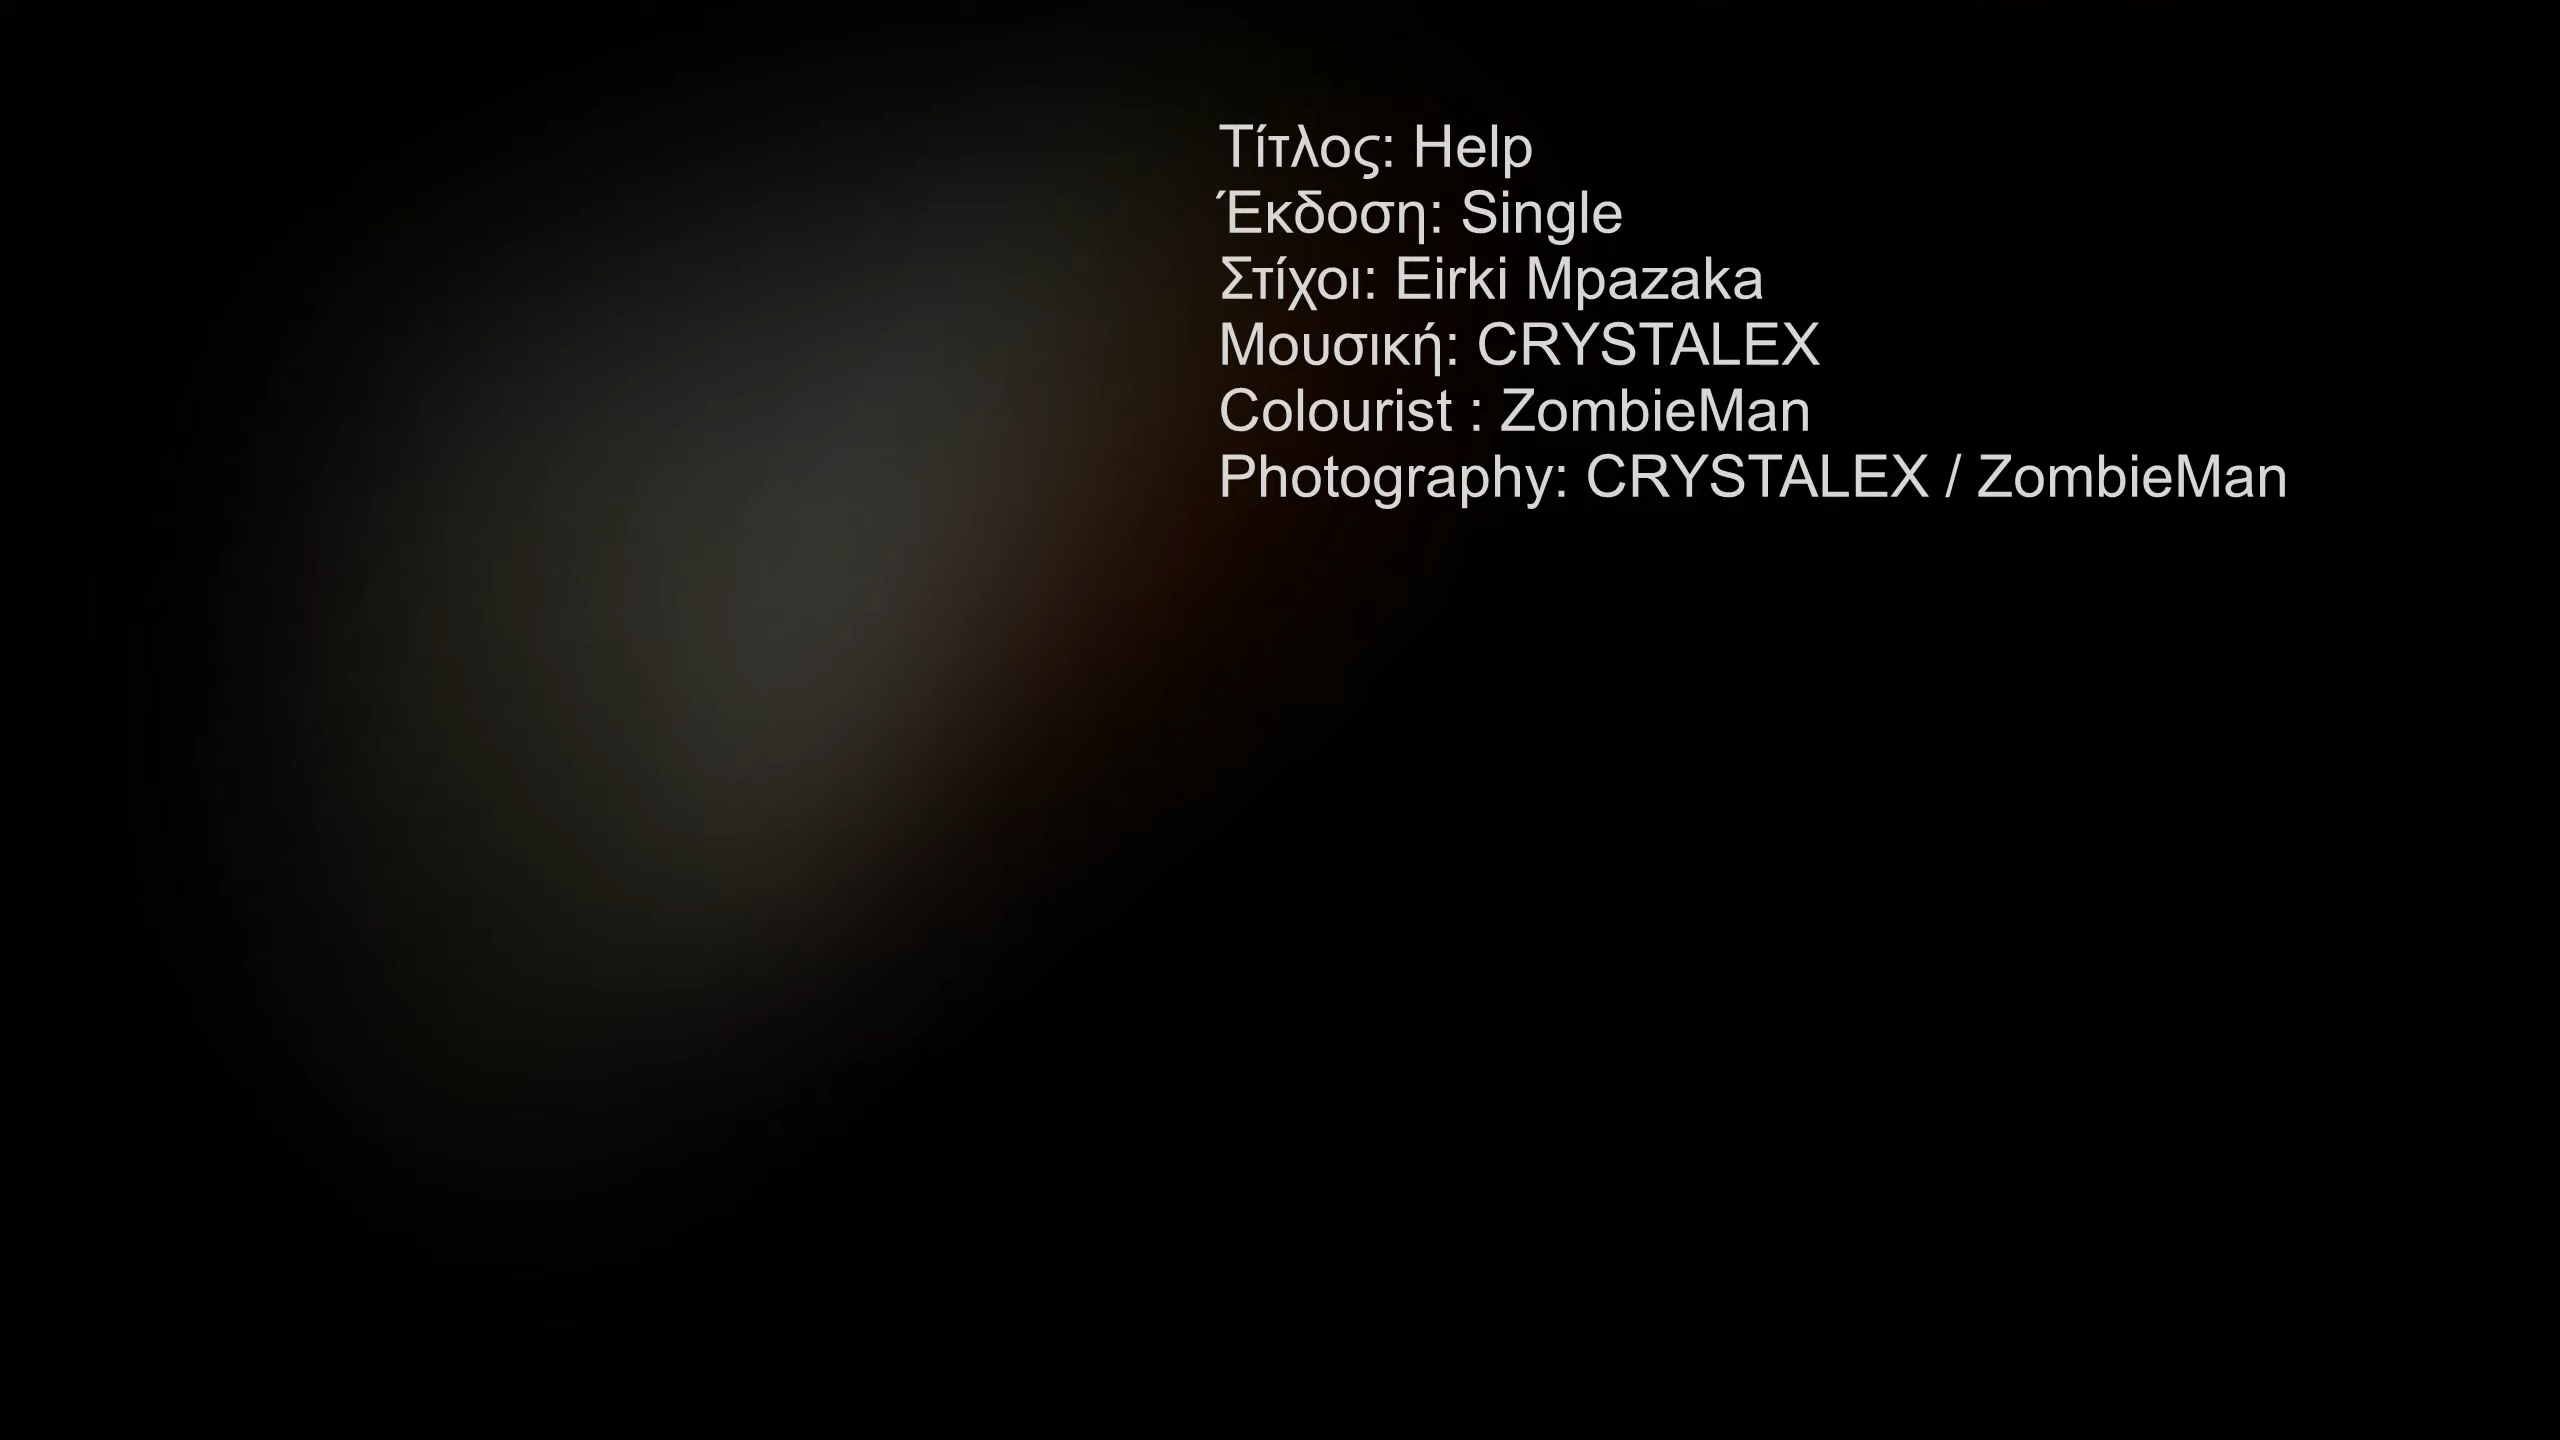 Τίτλος: Help
Έκδοση: Single
Στίχοι: Eirki Mpazaka
Μουσική: CRYSTALEX
Colourist : ZombieMan
Photography: CRYSTALEX / ZombieMan